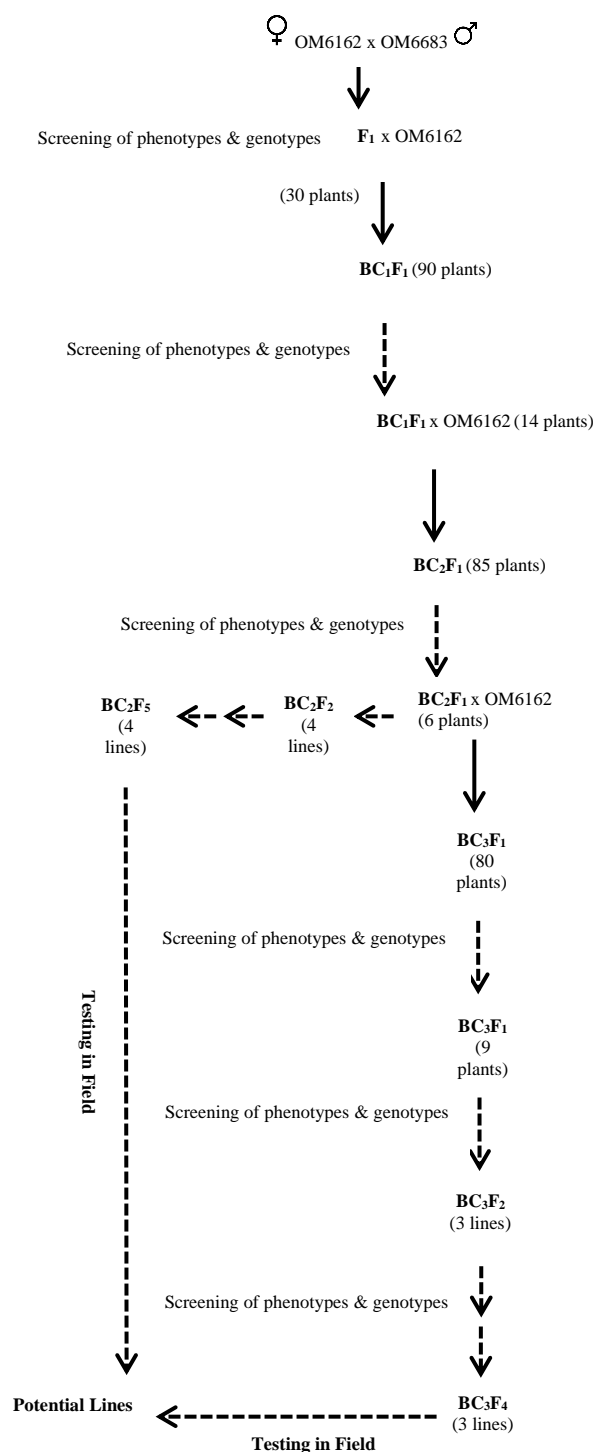 ♀ OM6162 x OM6683 ♂
Screening of phenotypes & genotypes
F₁ x OM6162
(30 plants)
BC₁F₁ (90 plants)
Screening of phenotypes & genotypes
BC₁F₁ x OM6162 (14 plants)
BC₂F₁ (85 plants)
Screening of phenotypes & genotypes
BC₂F₁ x OM6162
(6 plants)
BC₂F₂
(4
lines)
BC₂F₅
(4
lines)
BC₃F₁
(80
plants)
Screening of phenotypes & genotypes
BC₃F₁
(9
plants)
Testing in Field
Screening of phenotypes & genotypes
BC₃F₂
(3 lines)
Screening of phenotypes & genotypes
BC₃F₄
(3 lines)
Potential Lines
Testing in Field